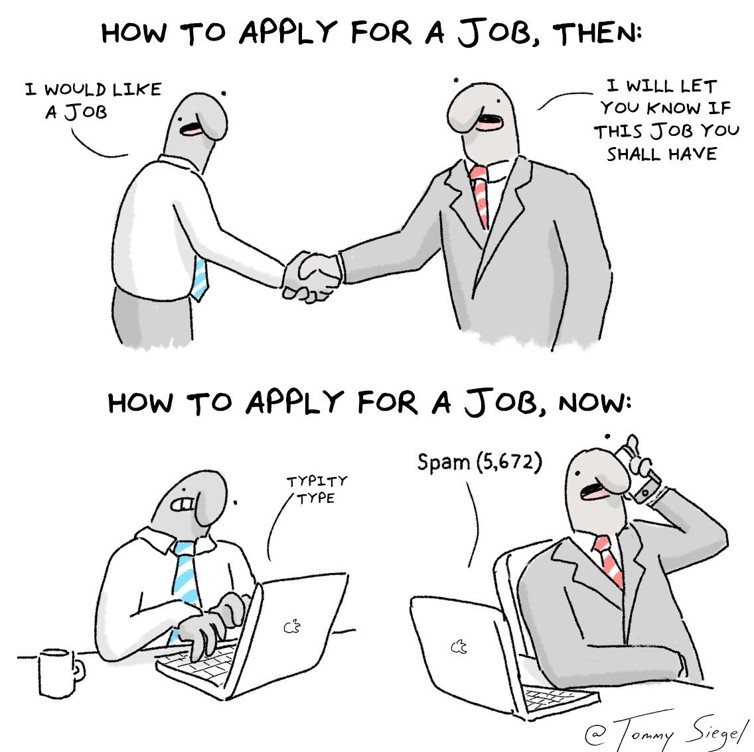 HOW TO APPLY FOR A JOB, THEN:
I WOULD LIKE
A JOB
I WILL LET
YOU KNOW IF
THIS JOB YOU
SHALL HAVE
HOW TO APPLY FOR A JOB, NOW:
TYPITY
TYPE
Spam (5,672)
@ Tommy Siegel